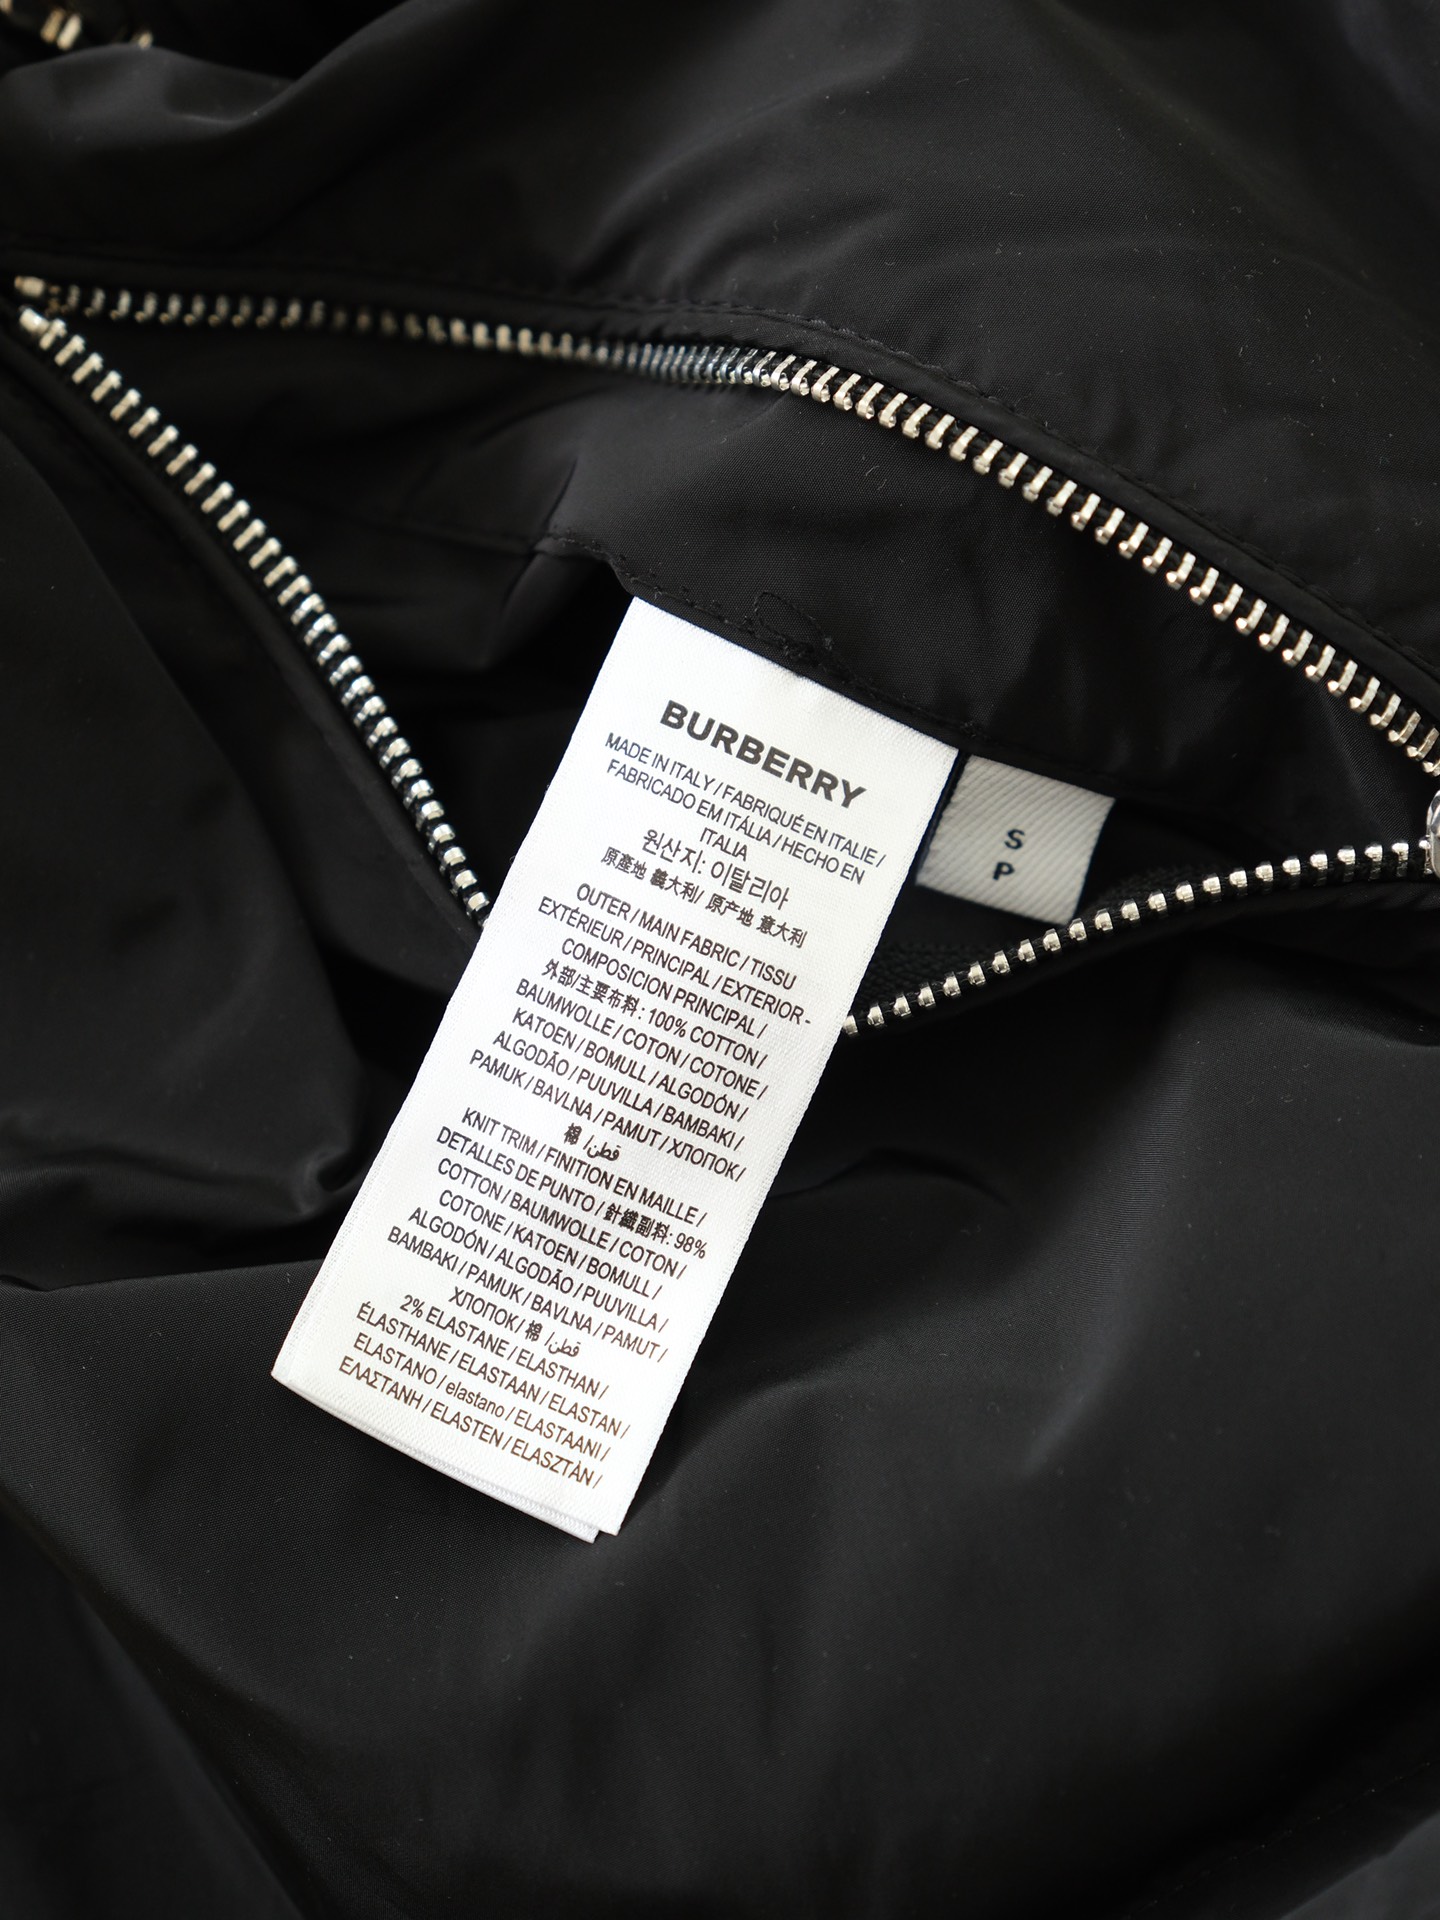 BURBERRY
MADE IN ITALY / FABRIQUÉ EN ITALIE /
FABRICADO EM ITÁLIA / HECHO EN
ITALIA
원산지: 이탈리아
原產地 義大利/ 原产地 意大利
OUTER / MAIN FABRIC / TISSU
EXTÉRIEUR / PRINCIPAL / EXTERIOR -
COMPOSICION PRINCIPAL /
外部/主要布料: 100% COTTON /
BAUMWOLLE / COTON / COTONE /
KATOEN / BOMULL / ALGODÓN /
ALGODÃO / PUUVILLA / BAMBAKI /
PAMUK / BAVLNA / PAMUT / ХЛОПОК /
棉 / قطن
KNIT TRIM / FINITION EN MAILLE /
DETALLES DE PUNTO / 針織副料: 98%
COTTON / BAUMWOLLE / COTON /
COTONE / KATOEN / BOMULL /
ALGODÓN / ALGODÃO / PUUVILLA /
BAMBAKI / PAMUK / BAVLNA / PAMUT /
ХЛОПОК / 棉 / قطن
2% ELASTANE / ELASTHAN /
ÉLASTHANE / ELASTAAN / ELASTAN /
ELASTANO / elastano / ELASTAANI /
ΕΛΑΣΤΑΝΗ / ELASTEN / ELASZTÀN /
S
P